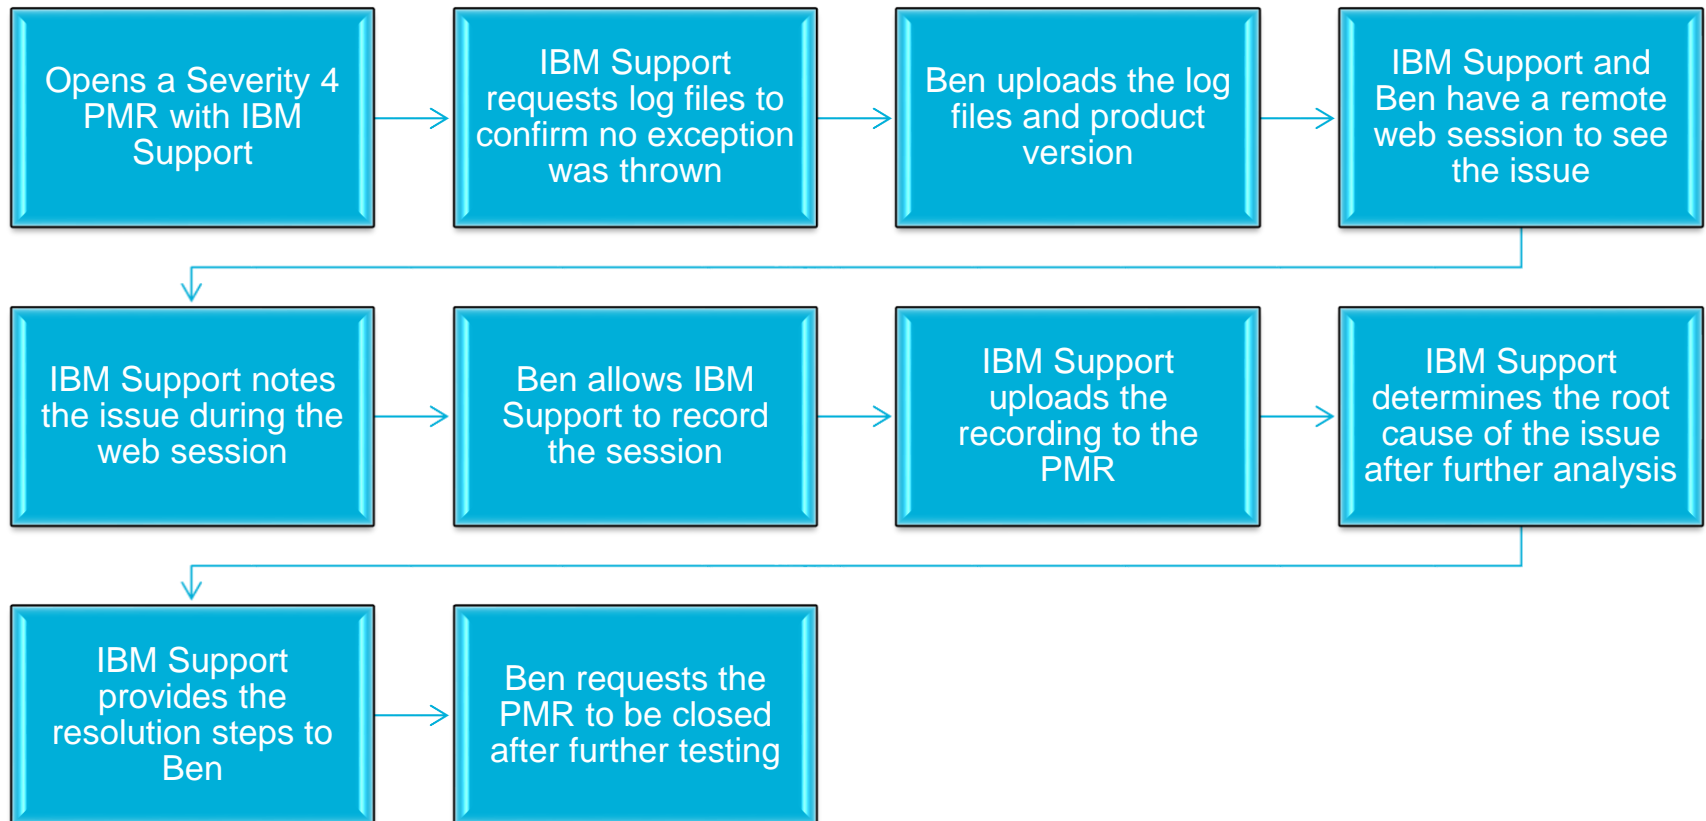 Opens a Severity 4
PMR with IBM
Support
IBM Support
requests log files to
confirm no exception
was thrown
Ben uploads the log
files and product
version
IBM Support and
Ben have a remote
web session to see
the issue
IBM Support notes
the issue during the
web session
Ben allows IBM
Support to record
the session
IBM Support
uploads the
recording to the
PMR
IBM Support
determines the root
cause of the issue
after further analysis
IBM Support
provides the
resolution steps to
Ben
Ben requests the
PMR to be closed
after further testing